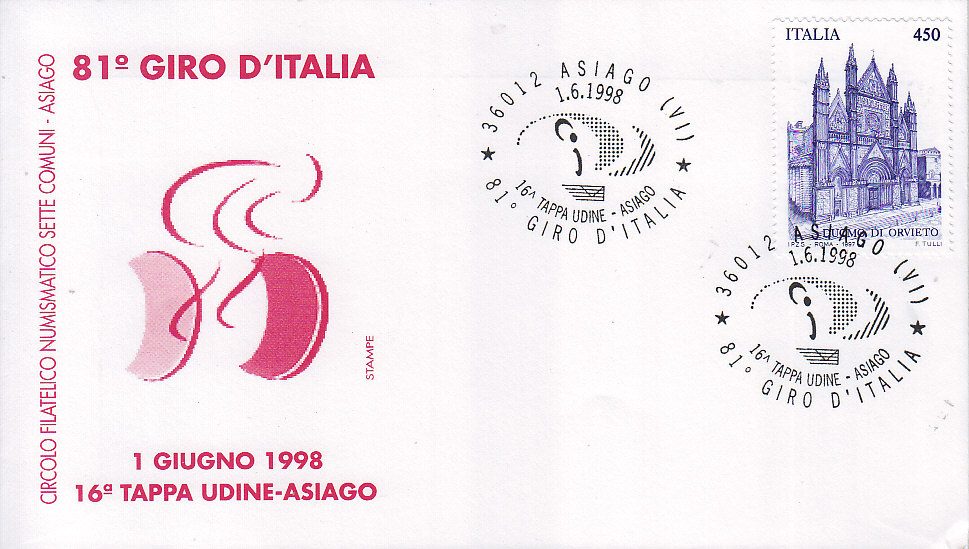 CIRCOLO FILATELICO NUMISMATICO SETTE COMUNI - ASIAGO
81º GIRO D'ITALIA
STAMPE
1 GIUGNO 1998
16ª TAPPA UDINE-ASIAGO
36012 ASIAGO (VI)
1.6.1998
16^ TAPPA UDINE - ASIAGO
81° GIRO D'ITALIA
ITALIA 450
DUOMO DI ORVIETO
I.P.Z.S. - ROMA - 1997 F. TULLI
36012 ASIAGO (VI)
1.6.1998
16^ TAPPA UDINE - ASIAGO
81° GIRO D'ITALIA